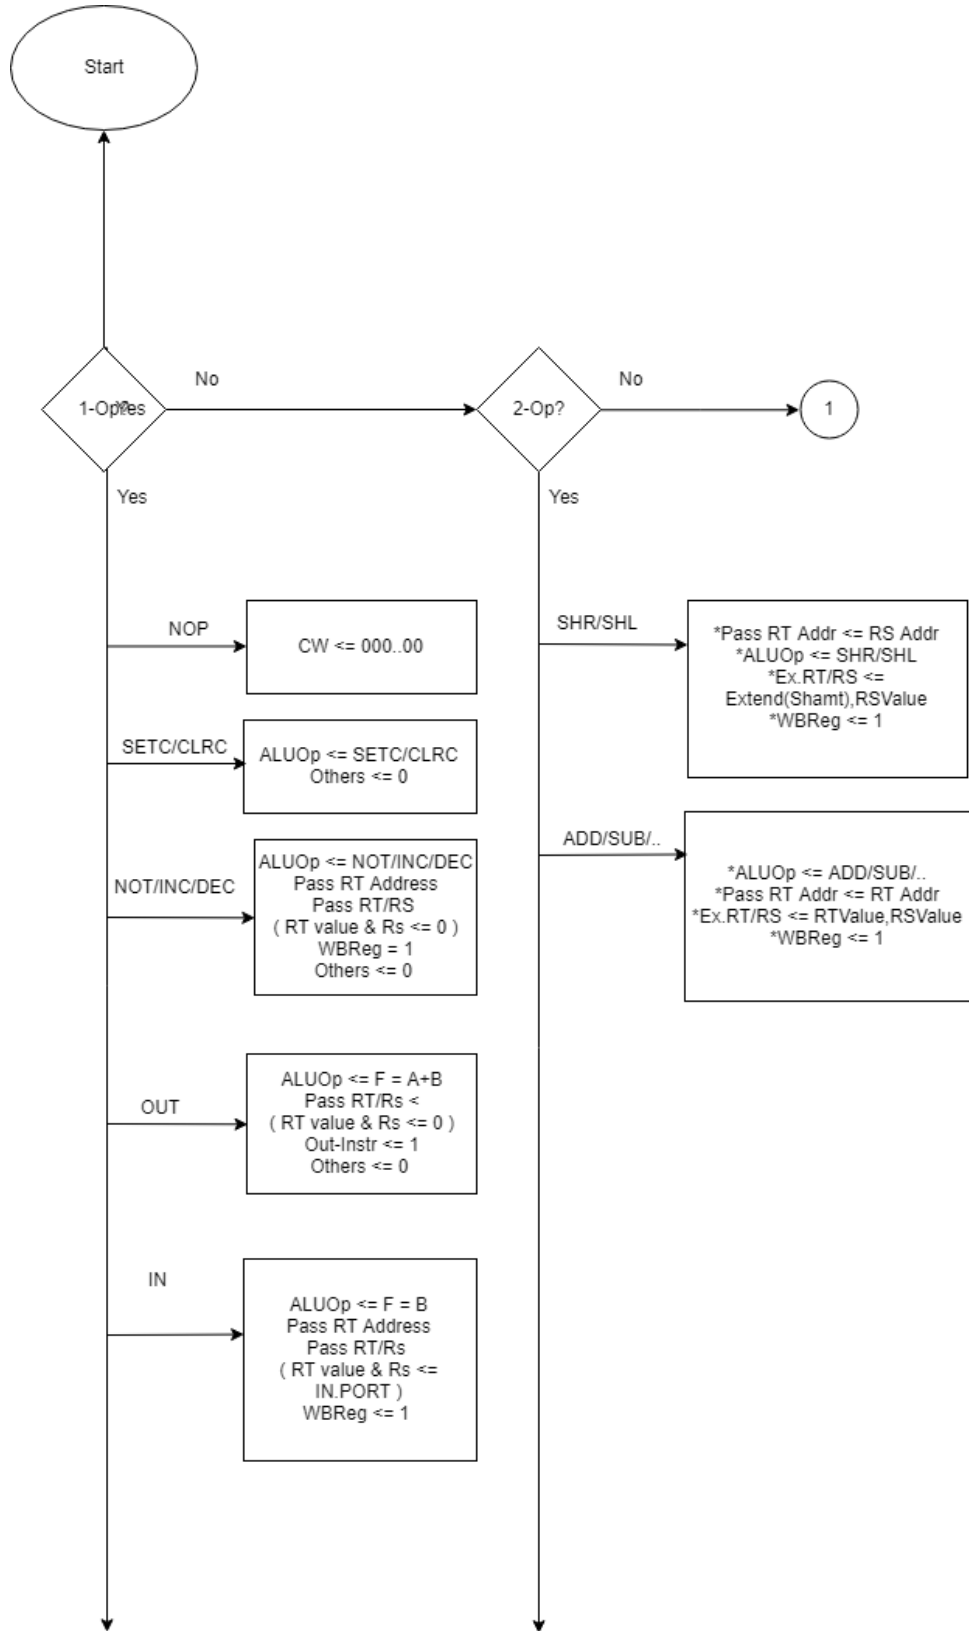 Start
1-Op?
Yes
No
2-Op?
No
1
Yes
Yes
NOP
CW <= 000..00
SETC/CLRC
ALUOp <= SETC/CLRC
Others <= 0
NOT/INC/DEC
ALUOp <= NOT/INC/DEC
Pass RT Address
Pass RT/RS
( RT value & Rs <= 0 )
WBReg = 1
Others <= 0
OUT
ALUOp <= F = A+B
Pass RT/Rs <
( RT value & Rs <= 0 )
Out-Instr <= 1
Others <= 0
IN
ALUOp <= F = B
Pass RT Address
Pass RT/Rs
( RT value & Rs <=
IN.PORT )
WBReg <= 1
SHR/SHL
*Pass RT Addr <= RS Addr
*ALUOp <= SHR/SHL
*Ex.RT/RS <=
Extend(Shamt),RSValue
*WBReg <= 1
ADD/SUB/..
*ALUOp <= ADD/SUB/..
*Pass RT Addr <= RT Addr
*Ex.RT/RS <= RTValue,RSValue
*WBReg <= 1